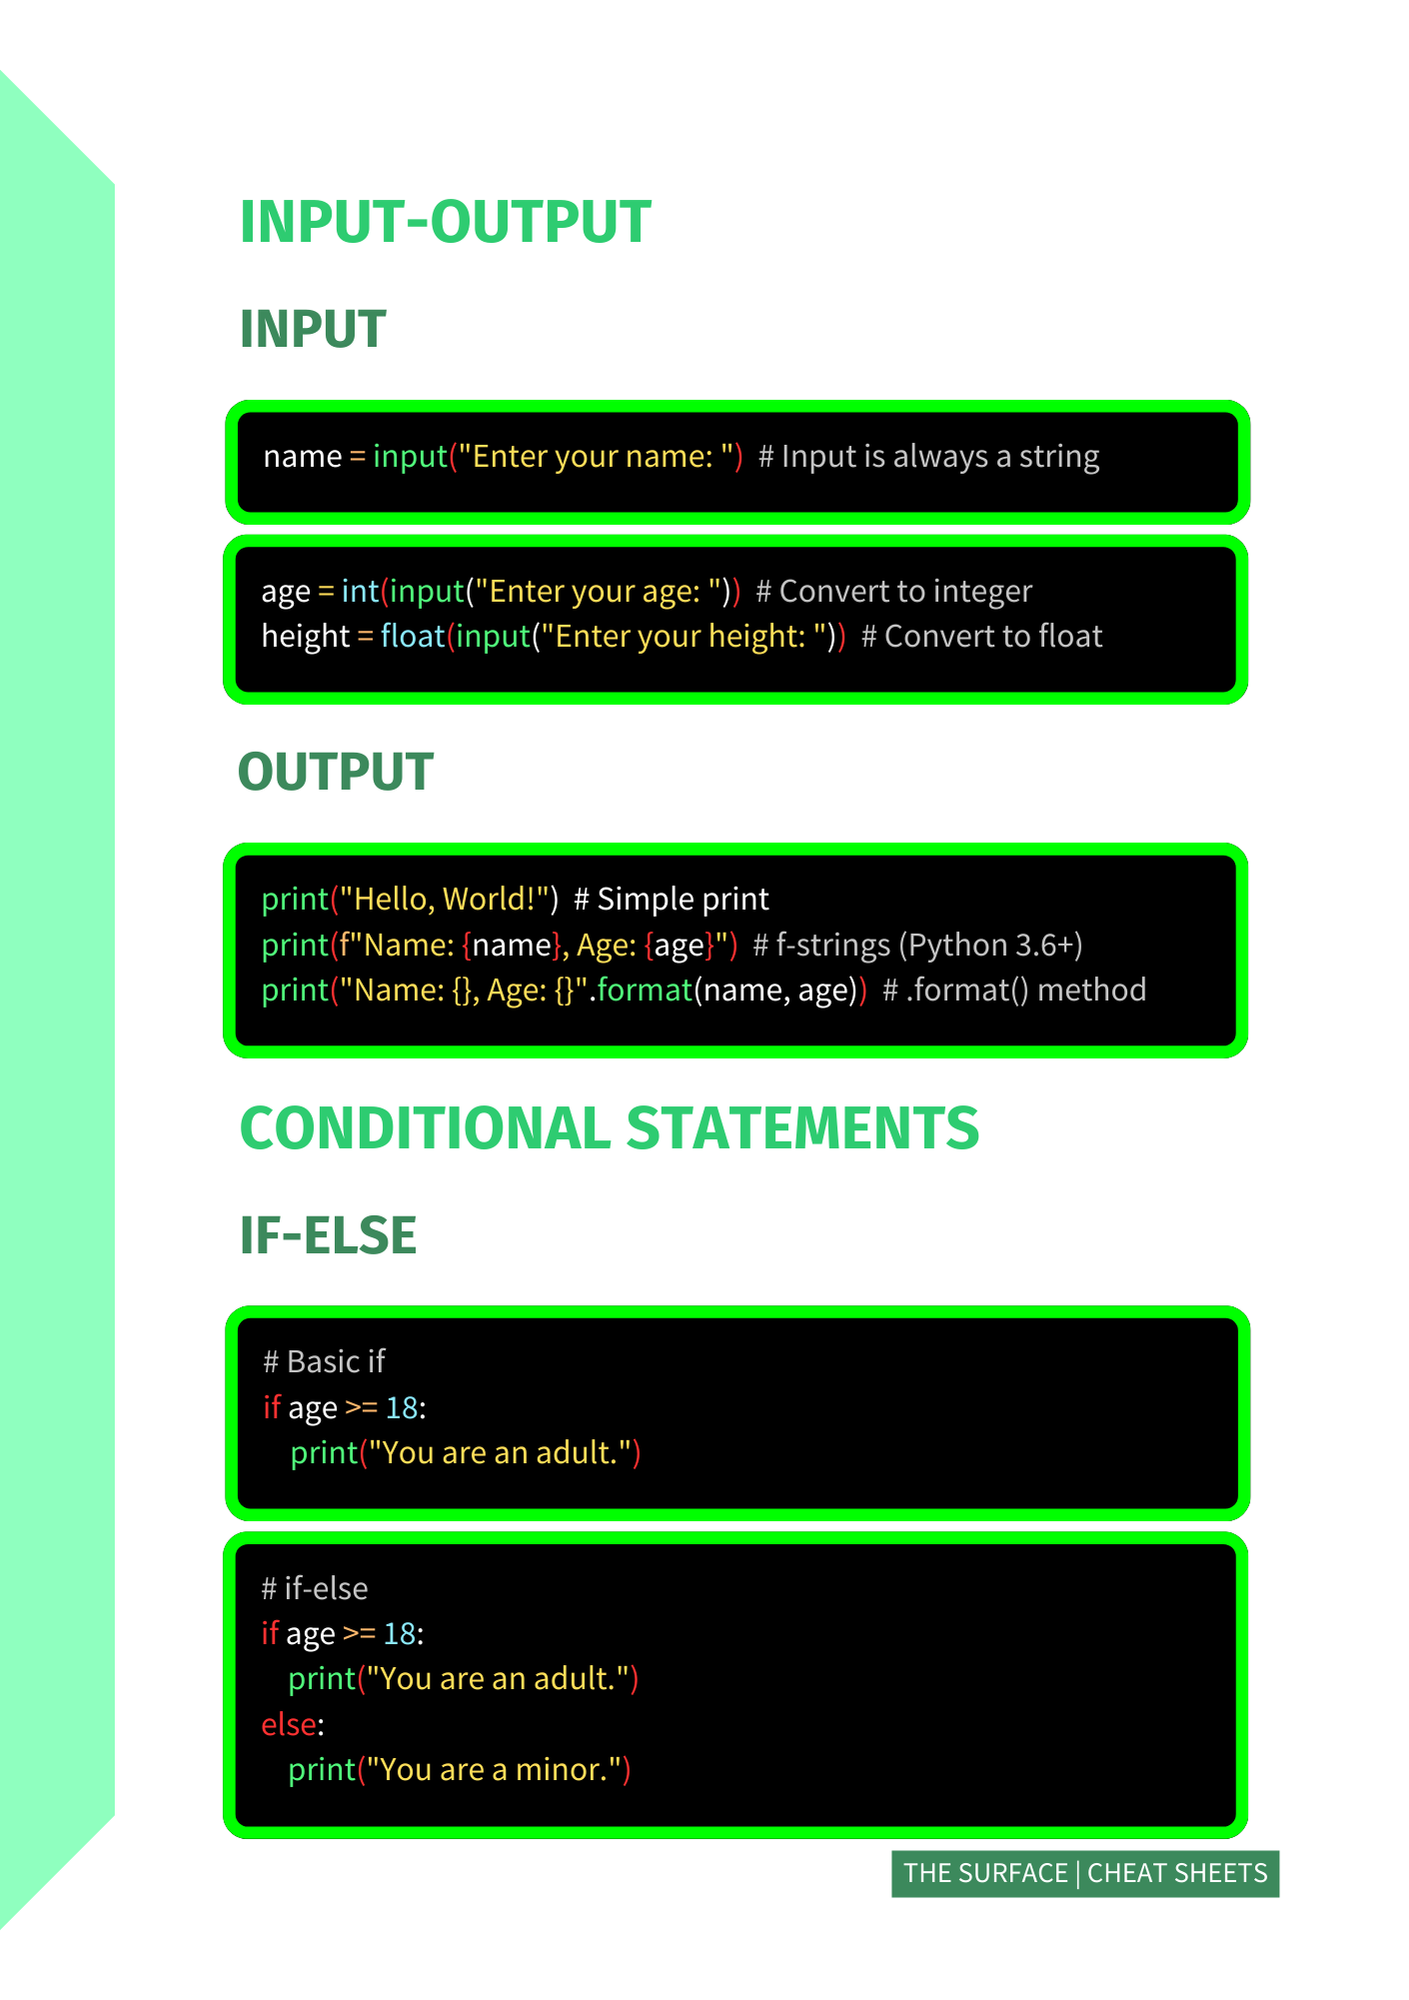 INPUT-OUTPUT
INPUT
name = input("Enter your name: ")  # Input is always a string
age = int(input("Enter your age: "))  # Convert to integer
height = float(input("Enter your height: "))  # Convert to float
OUTPUT
print("Hello, World!")  # Simple print
print(f"Name: {name}, Age: {age}")  # f-strings (Python 3.6+)
print("Name: {}, Age: {}".format(name, age))  # .format() method
CONDITIONAL STATEMENTS
IF-ELSE
# Basic if
if age >= 18:
    print("You are an adult.")
# if-else
if age >= 18:
    print("You are an adult.")
else:
    print("You are a minor.")
THE SURFACE | CHEAT SHEETS